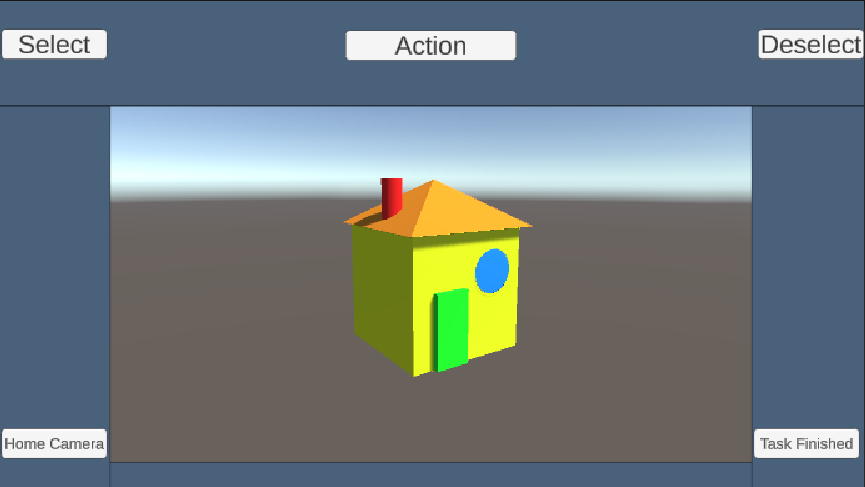 Select
Action
Deselect
Home Camera
Task Finished